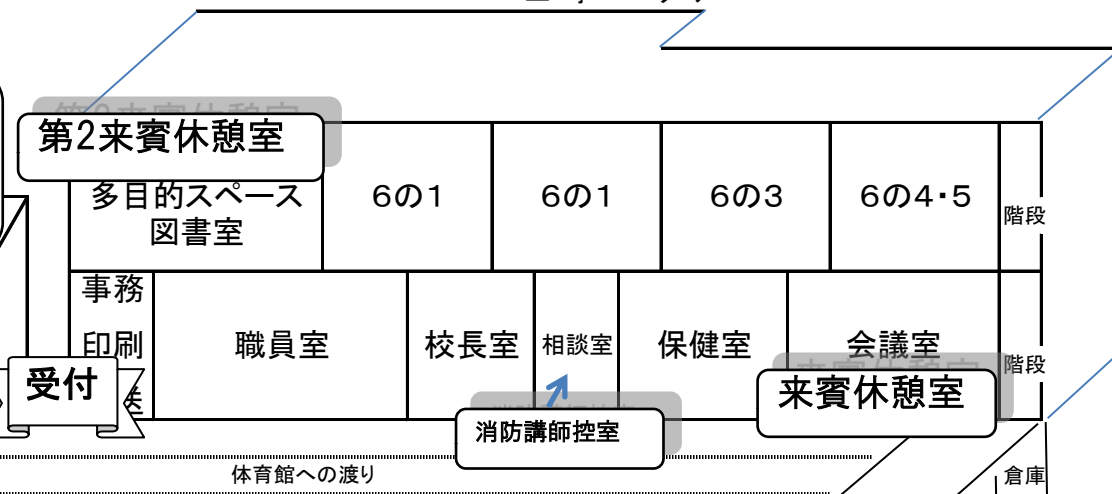 第2来賓休憩室
多目的スペース
図書室
6の1
6の1
6の3
6の4・5
階段
事務
印刷
職員室
校長室
相談室
保健室
会議室
階段
受付
来賓休憩室
消防講師控室
体育館への渡り
倉庫